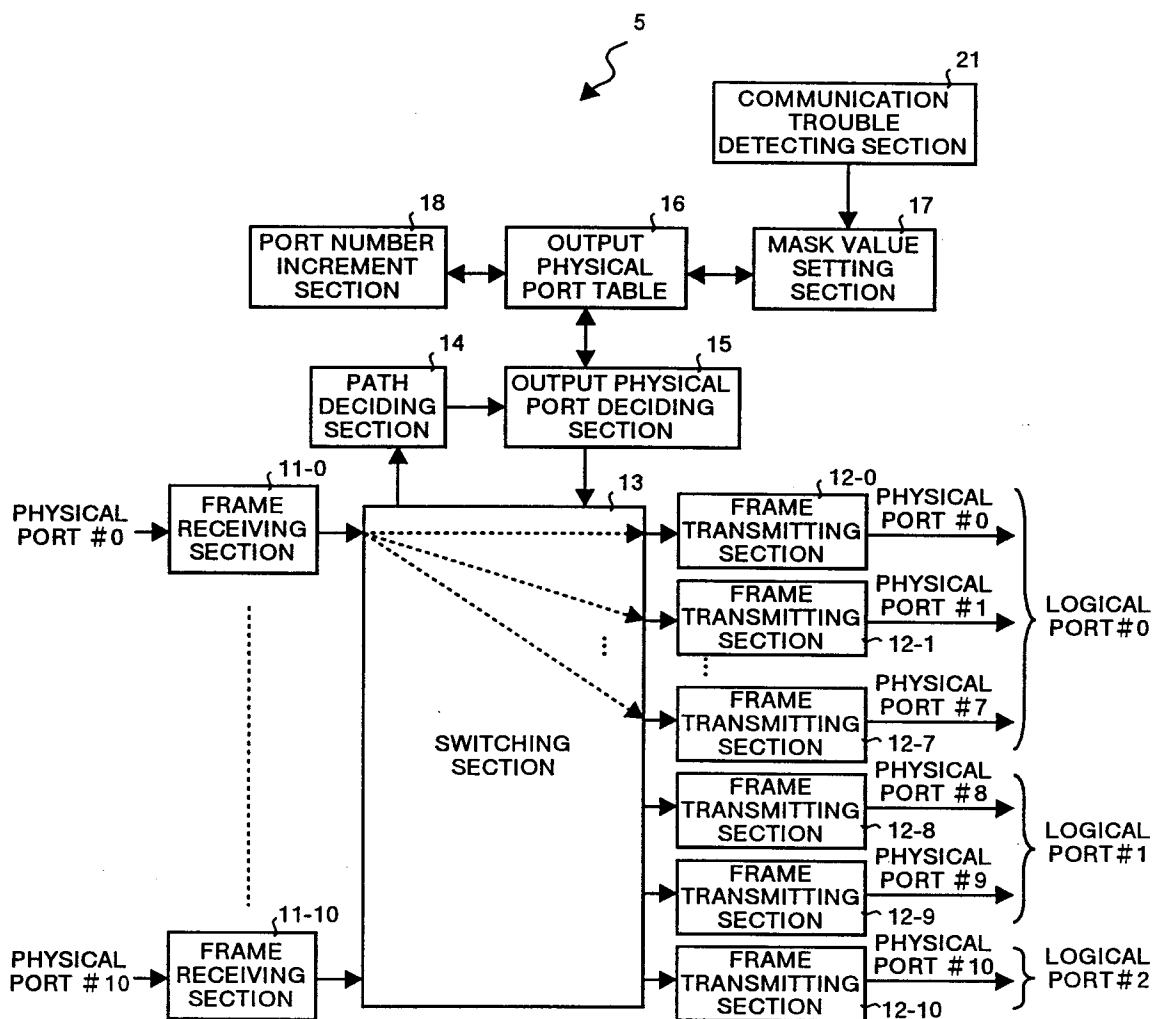 5
21
COMMUNICATION
TROUBLE
DETECTING SECTION
18
PORT NUMBER
INCREMENT
SECTION
16
OUTPUT
PHYSICAL
PORT TABLE
17
MASK VALUE
SETTING
SECTION
14
PATH
DECIDING
SECTION
15
OUTPUT PHYSICAL
PORT DECIDING
SECTION
PHYSICAL
PORT #0
11-0
FRAME
RECEIVING
SECTION
13
SWITCHING
SECTION
12-0
FRAME
TRANSMITTING
SECTION
PHYSICAL
PORT #0
FRAME
TRANSMITTING
SECTION
12-1
PHYSICAL
PORT #1
FRAME
TRANSMITTING
SECTION
12-7
PHYSICAL
PORT #7
LOGICAL
PORT#0
FRAME
TRANSMITTING
SECTION
12-8
PHYSICAL
PORT #8
FRAME
TRANSMITTING
SECTION
12-9
PHYSICAL
PORT #9
LOGICAL
PORT#1
PHYSICAL
PORT #10
11-10
FRAME
RECEIVING
SECTION
FRAME
TRANSMITTING
SECTION
12-10
PHYSICAL
PORT #10
LOGICAL
PORT#2